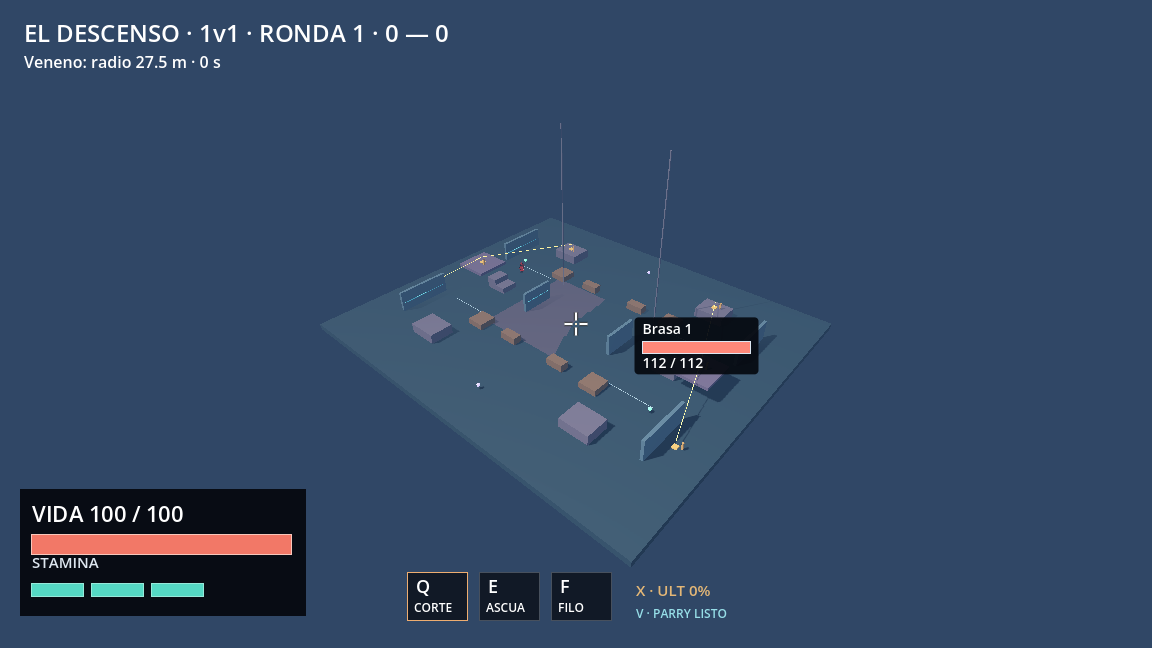 EL DESCENSO · 1v1 · RONDA 1 · 0 — 0
Veneno: radio 27.5 m · 0 s
Brasa 1
112 / 112
VIDA 100 / 100
STAMINA
Q
CORTE
E
ASCUA
F
FILO
X · ULT 0%
V · PARRY LISTO